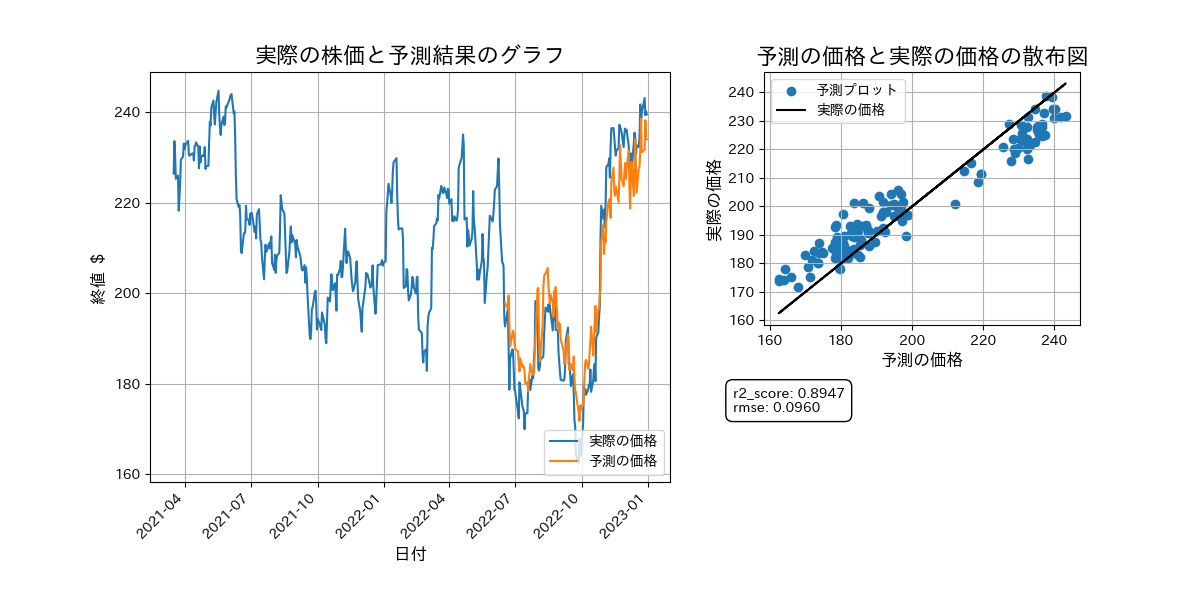 実際の株価と予測結果のグラフ
240
220
200
180
160
終値 $
2021-04
2021-07
2021-10
2022-01
2022-04
2022-07
2022-10
2023-01
日付
実際の価格
予測の価格
予測の価格と実際の価格の散布図
予測プロット
実際の価格
240
230
220
210
200
190
180
170
160
実際の価格
160
180
200
220
240
予測の価格
r2_score: 0.8947
rmse: 0.0960